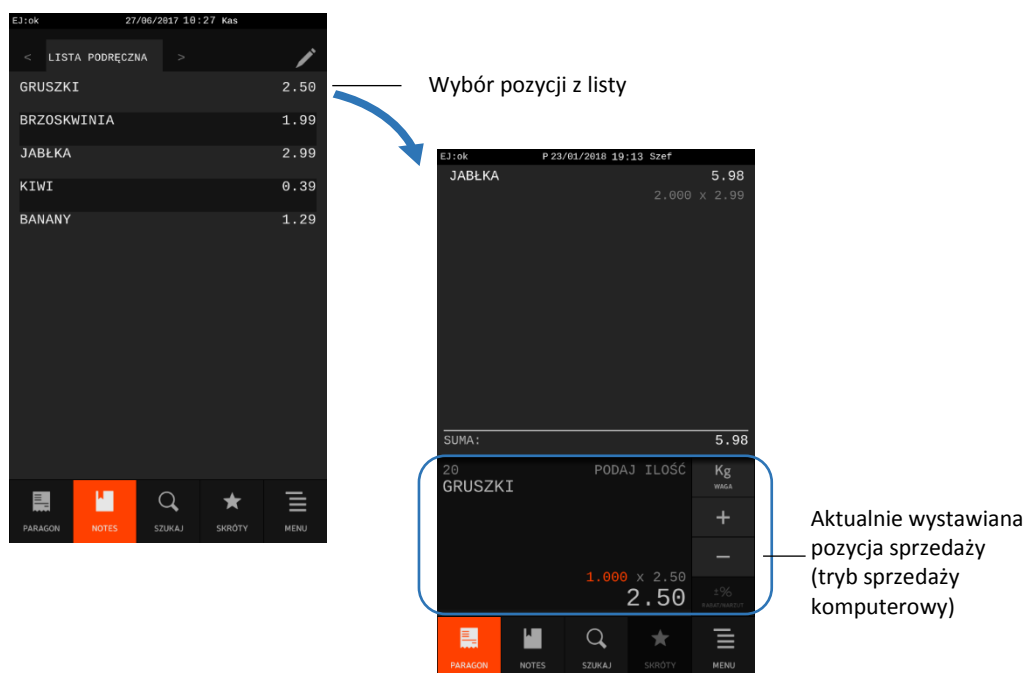 EJ:ok 27/06/2017 10:27 Kas
< LISTA PODRĘCZNA >
GRUSZKI 2.50
BRZOSKWINIA 1.99
JABŁKA 2.99
KIWI 0.39
BANANY 1.29
PARAGON NOTES SZUKAJ SKRÓTY MENU
Wybór pozycji z listy
EJ:ok P 23/01/2018 19:13 Szef
JABŁKA 5.98
2.000 x 2.99
SUMA: 5.98
20 PODAJ ILOŚĆ
GRUSZKI
Kg
WAGA
+
−
1.000 x 2.50
2.50
±%
RABAT/NARZUT
PARAGON NOTES SZUKAJ SKRÓTY MENU
Aktualnie wystawiana
pozycja sprzedaży
(tryb sprzedaży
komputerowy)